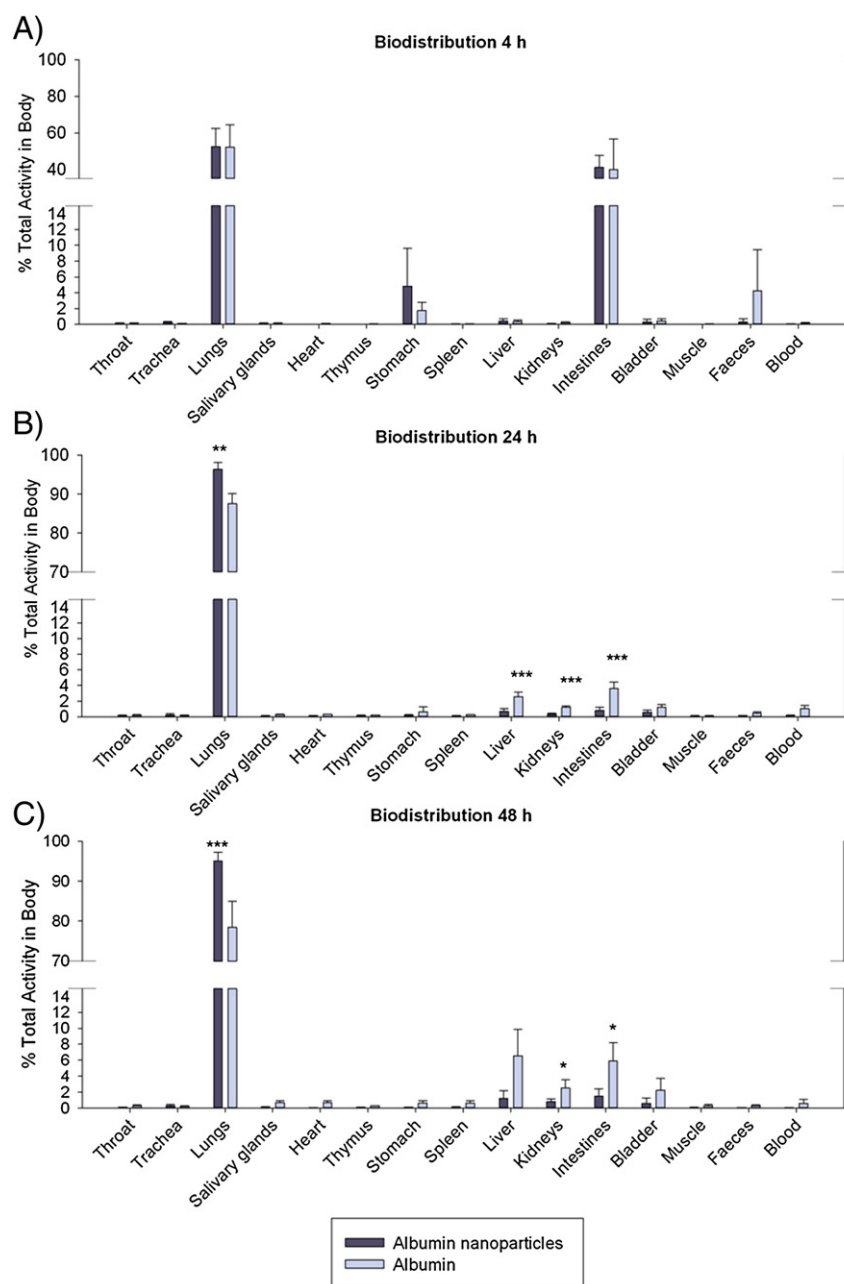 A)
Biodistribution 4 h
% Total Activity in Body
100
80
60
40
14
12
10
8
6
4
2
0
Throat
Trachea
Lungs
Salivary glands
Heart
Thymus
Stomach
Spleen
Liver
Kidneys
Intestines
Bladder
Muscle
Faeces
Blood
B)
Biodistribution 24 h
% Total Activity in Body
100
90
80
70
14
12
10
8
6
4
2
0
**
***
***
***
Throat
Trachea
Lungs
Salivary glands
Heart
Thymus
Stomach
Spleen
Liver
Kidneys
Intestines
Bladder
Muscle
Faeces
Blood
C)
Biodistribution 48 h
% Total Activity in Body
100
90
80
70
14
12
10
8
6
4
2
0
***
*
*
Throat
Trachea
Lungs
Salivary glands
Heart
Thymus
Stomach
Spleen
Liver
Kidneys
Intestines
Bladder
Muscle
Faeces
Blood
Albumin nanoparticles
Albumin